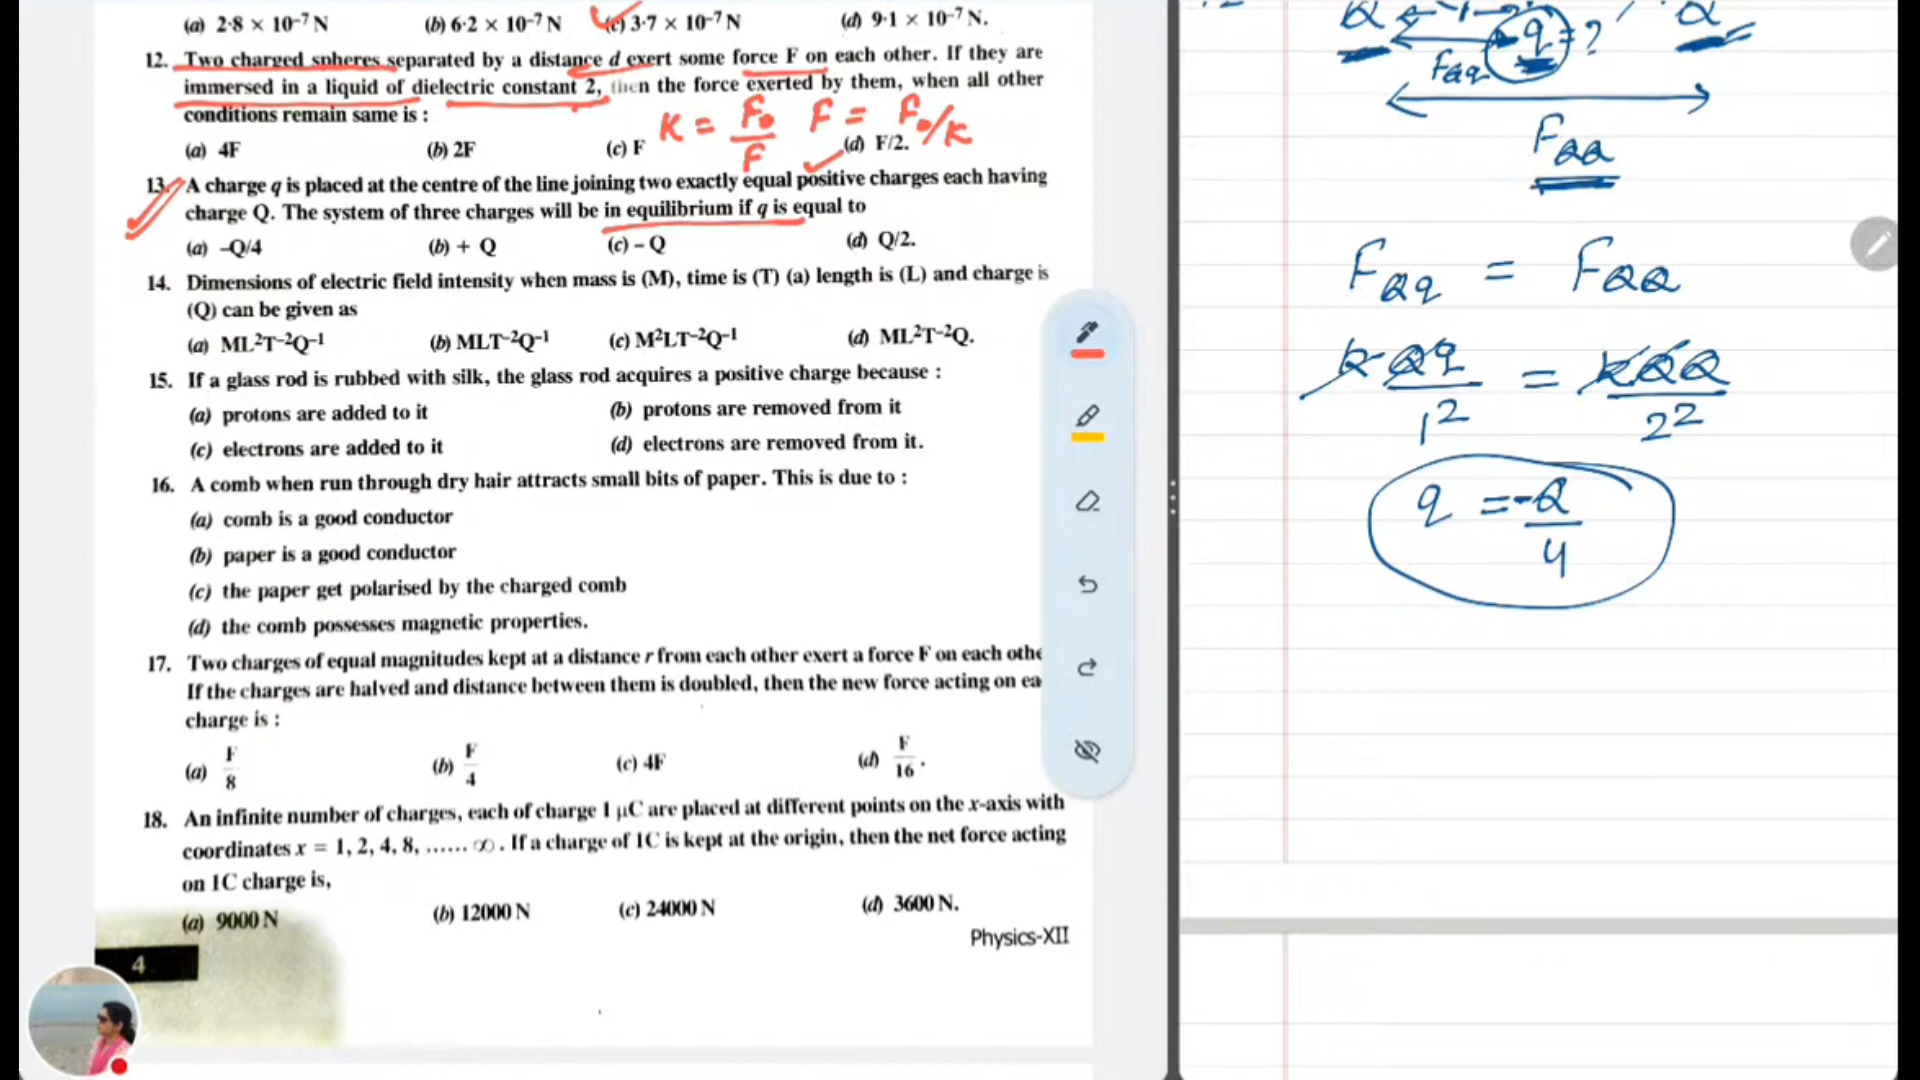 (a) 2·8 × 10⁻⁷ N (b) 6·2 × 10⁻⁷ N (c) 3·7 × 10⁻⁷ N (d) 9·1 × 10⁻⁷ N.
12. Two charged spheres separated by a distance d exert some force F on each other. If they are
immersed in a liquid of dielectric constant 2, then the force exerted by them, when all other
conditions remain same is :
K = F₀/F F = F₀/K
(a) 4F (b) 2F (c) F (d) F/2.
13. A charge q is placed at the centre of the line joining two exactly equal positive charges each having
charge Q. The system of three charges will be in equilibrium if q is equal to
(a) –Q/4 (b) + Q (c) – Q (d) Q/2.
14. Dimensions of electric field intensity when mass is (M), time is (T) (a) length is (L) and charge is
(Q) can be given as
(a) ML²T⁻²Q⁻¹ (b) MLT⁻²Q⁻¹ (c) M²LT⁻²Q⁻¹ (d) ML²T⁻²Q.
15. If a glass rod is rubbed with silk, the glass rod acquires a positive charge because :
(a) protons are added to it (b) protons are removed from it
(c) electrons are added to it (d) electrons are removed from it.
16. A comb when run through dry hair attracts small bits of paper. This is due to :
(a) comb is a good conductor
(b) paper is a good conductor
(c) the paper get polarised by the charged comb
(d) the comb possesses magnetic properties.
17. Two charges of equal magnitudes kept at a distance r from each other exert a force F on each othe
If the charges are halved and distance between them is doubled, then the new force acting on ea
charge is :
(a) F/8 (b) F/4 (c) 4F (d) F/16.
18. An infinite number of charges, each of charge 1 μC are placed at different points on the x-axis with
coordinates x = 1, 2, 4, 8, ...... ∞. If a charge of 1C is kept at the origin, then the net force acting
on 1C charge is,
(a) 9000 N (b) 12000 N (c) 24000 N (d) 3600 N.
Physics-XII
4
Q q = ? Q
F_Qq
F_QQ
F_Qq = F_QQ
kQq/1² = kQQ/2²
q = -Q/4